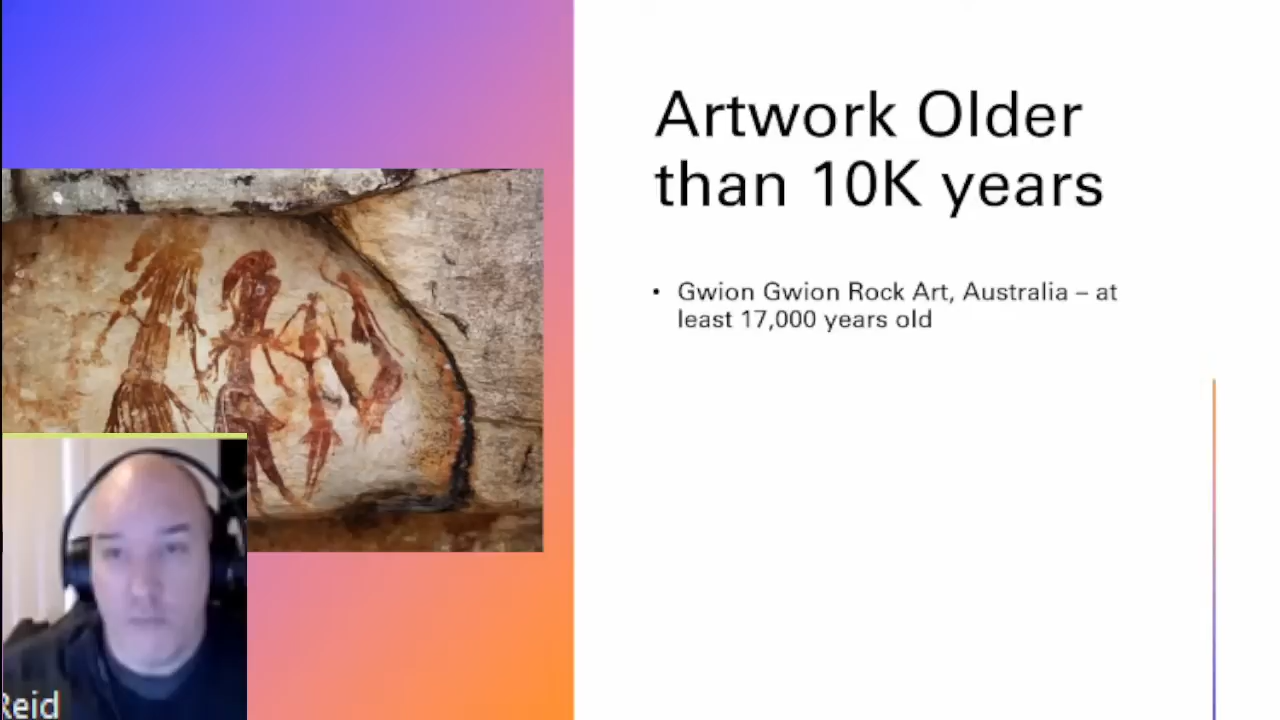 Artwork Older
than 10K years
• Gwion Gwion Rock Art, Australia – at
least 17,000 years old
Reid